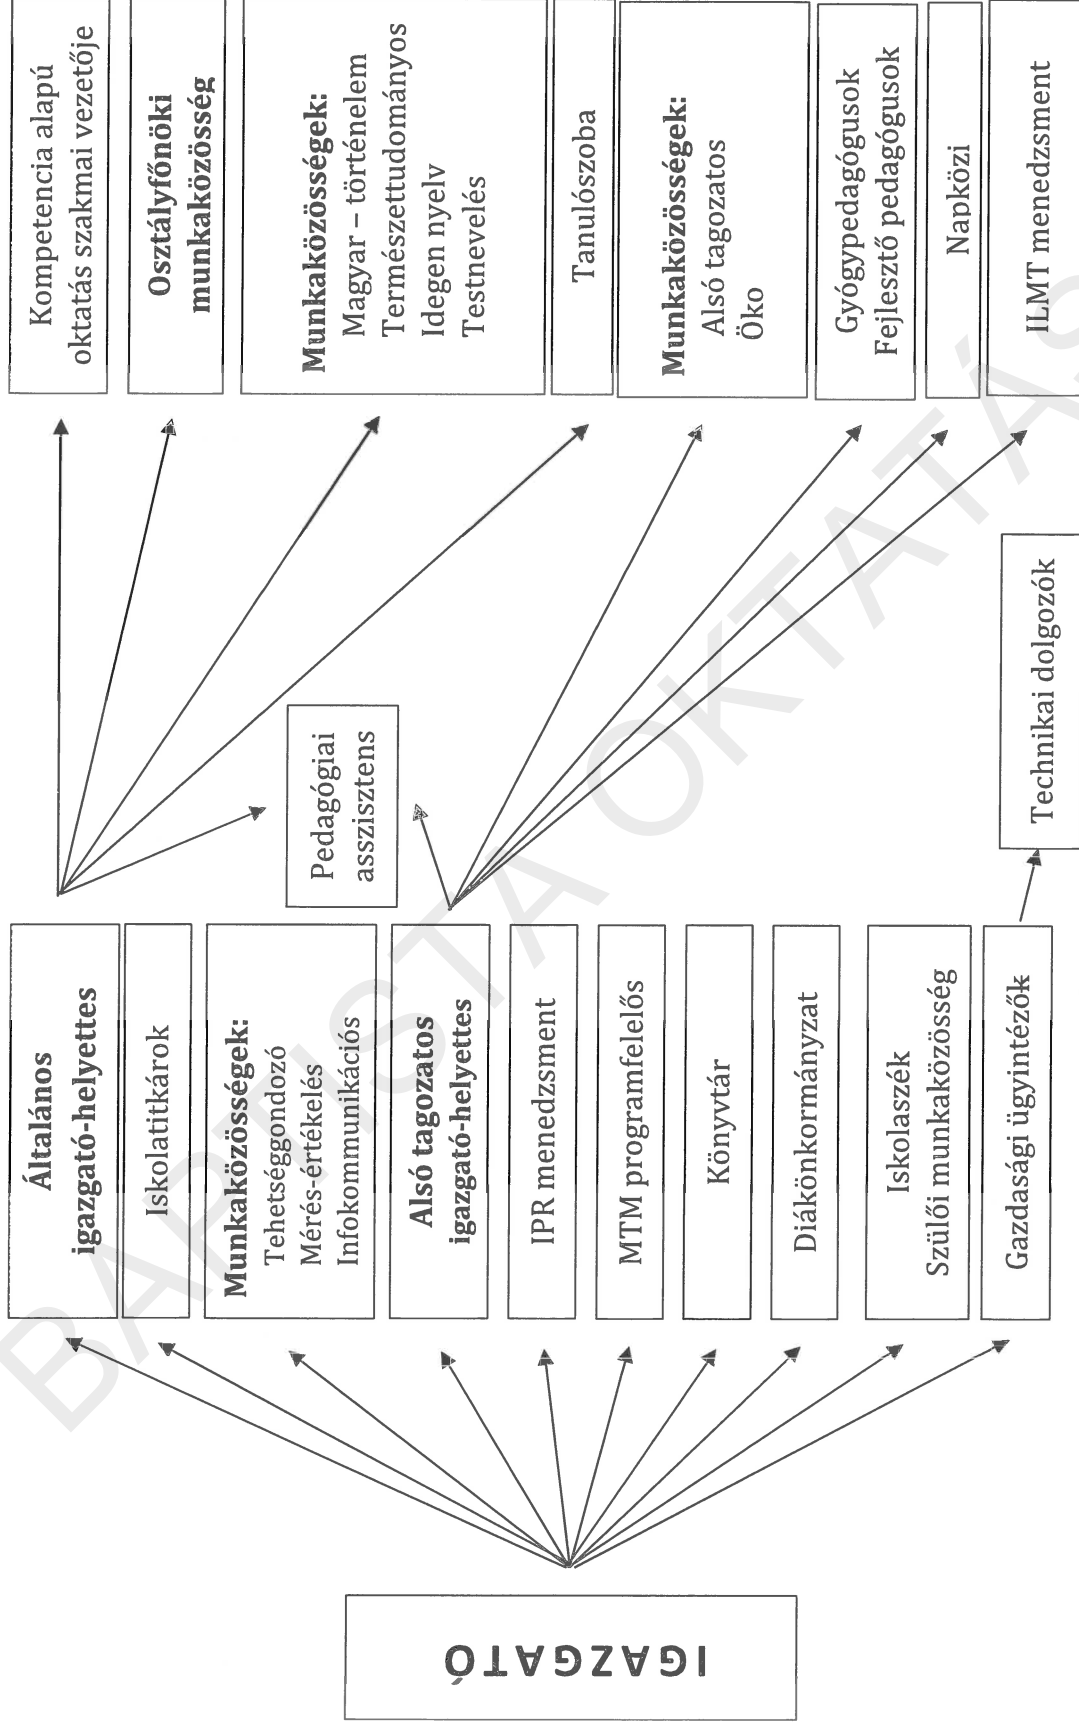 IGAZGATÓ
Általános
igazgató-helyettes
Iskolatitkárok
Munkaközösségek:
Tehetséggondozó
Mérés-értékelés
Infokommunikációs
Alsó tagozatos
igazgató-helyettes
IPR menedzsment
MTM programfelelős
Könyvtár
Diákönkormányzat
Iskolaszék
Szülői munkaközösség
Gazdasági ügyintézők
Pedagógiai
asszisztens
Technikai dolgozók
Kompetencia alapú
oktatás szakmai vezetője
Osztályfőnöki
munkaközösség
Munkaközösségek:
Magyar – történelem
Természettudományos
Idegen nyelv
Testnevelés
Tanulószoba
Munkaközösségek:
Alsó tagozatos
Öko
Gyógypedagógusok
Fejlesztő pedagógusok
Napközi
ILMT menedzsment
BAPTISTA OKTATÁS